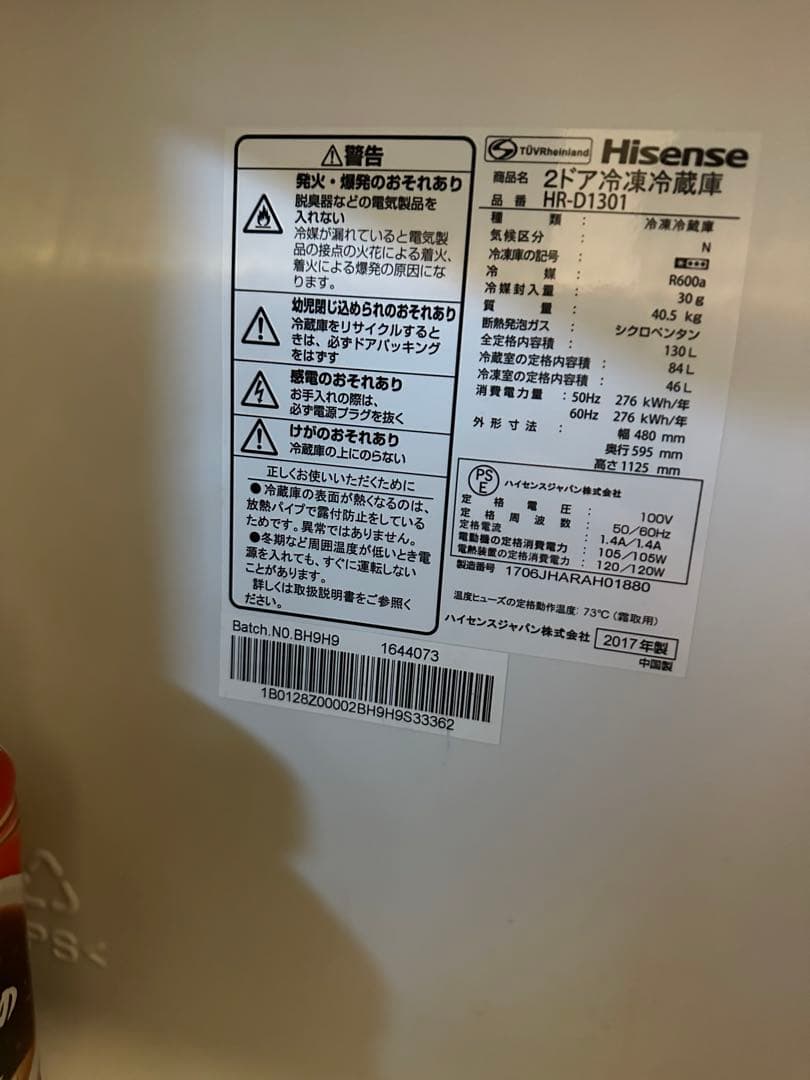 ⚠警告
発火・爆発のおそれあり
脱臭器などの電気製品を
入れない
冷媒が漏れていると電気製
品の接点の火花による着火、
着火による爆発の原因にな
ります。
幼児閉じ込められのおそれあり
冷蔵庫をリサイクルすると
きは、必ずドアパッキング
をはずす
感電のおそれあり
お手入れの際は、
必ず電源プラグを抜く
けがのおそれあり
冷蔵庫の上にのらない
正しくお使いいただくために
●冷蔵庫の表面が熱くなるのは、
放熱パイプで露付防止をしている
ためです。異常ではありません。
●冬期など周囲温度が低いとき電
源を入れても、すぐに運転しない
ことがあります。
詳しくは取扱説明書をご参照く
ださい。
TÜVRheinland Hisense
商品名 2ドア冷凍冷蔵庫
品番 HR-D1301
種類 : 冷凍冷蔵庫
気候区分 : N
冷凍庫の記号 :
冷媒 : R600a
冷媒封入量 : 30 g
質量 : 40.5 kg
断熱発泡ガス : シクロペンタン
全定格内容積 : 130 L
冷蔵室の定格内容積 : 84 L
冷凍室の定格内容積 : 46 L
消費電力量 : 50Hz 276 kWh/年
60Hz 276 kWh/年
外形寸法 : 幅 480 mm
奥行 595 mm
高さ 1125 mm
PS
E
ハイセンスジャパン株式会社
定格電圧 : 100V
定格周波数 : 50/60Hz
定格電流 : 1.4A/1.4A
電動機の定格消費電力 : 105/105W
電熱装置の定格消費電力 : 120/120W
製造番号 1706JHARAH01880
温度ヒューズの定格動作温度: 73℃(霜取用)
ハイセンスジャパン株式会社 2017年製
中国製
Batch.NO.BH9H9 1644073
1B0128Z00002BH9H9S33362
PS<